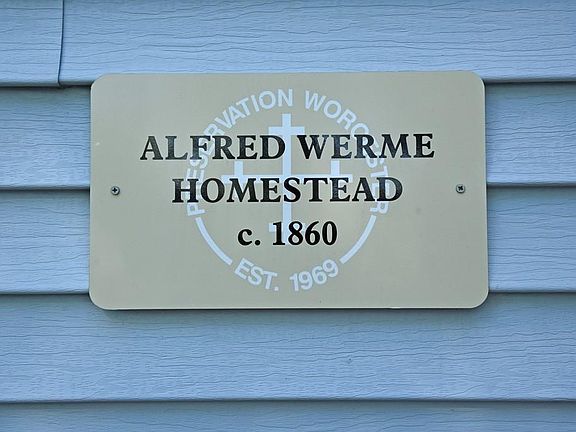 PRESERVATION WORCESTER
ALFRED WERME
HOMESTEAD
c. 1860
EST. 1969